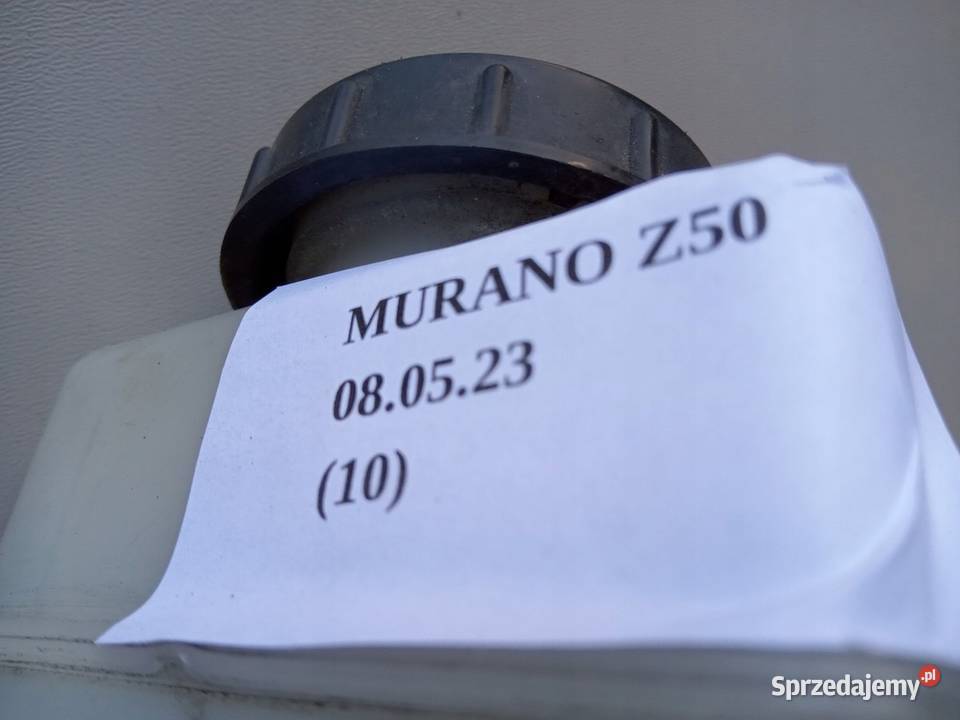 MURANO Z50
08.05.23
(10)
Sprzedajemy.pl